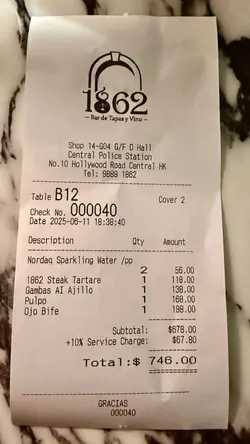 1862
Bar de Tapas y Vino
Shop 14-G04 G/F D Hall
Central Police Station
No.10 Hollywood Road Central HK
Tel: 9889 1862
Table B12 Cover 2
Check No. 000040
Date 2025-06-11 18:38:40
Description Qty Amount
Nordaq Sparkling Water /pp
2 56.00
1862 Steak Tartare 1 118.00
Gambas AI Ajillo 1 138.00
Pulpo 1 168.00
Ojo Bife 1 198.00
Subtotal: $678.00
+10% Service Charge: $67.80
Total:$ 746.00
GRACIAS
000040